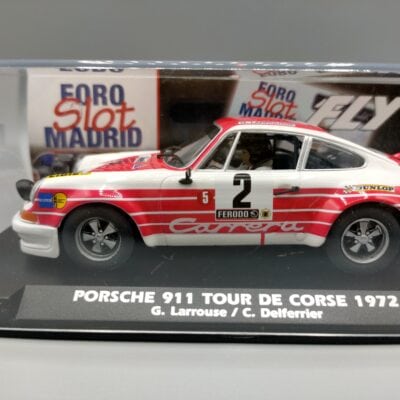 FORO
Slot
MADRID
FORO
Slot
MADRID
FLY
5
2
FERODO
Carrera
DUNLOP
PORSCHE 911 TOUR DE CORSE 1972
G. Larrouse / C. Delferrier